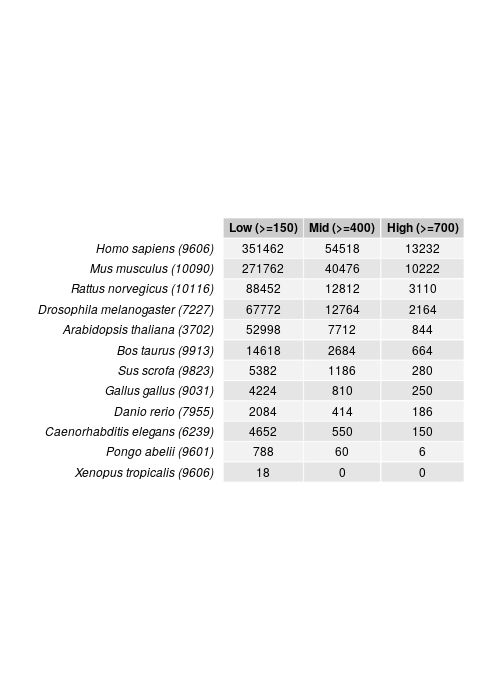 Low (>=150) Mid (>=400) High (>=700)
Homo sapiens (9606) 351462 54518 13232
Mus musculus (10090) 271762 40476 10222
Rattus norvegicus (10116) 88452 12812 3110
Drosophila melanogaster (7227) 67772 12764 2164
Arabidopsis thaliana (3702) 52998 7712 844
Bos taurus (9913) 14618 2684 664
Sus scrofa (9823) 5382 1186 280
Gallus gallus (9031) 4224 810 250
Danio rerio (7955) 2084 414 186
Caenorhabditis elegans (6239) 4652 550 150
Pongo abelii (9601) 788 60 6
Xenopus tropicalis (9606) 18 0 0